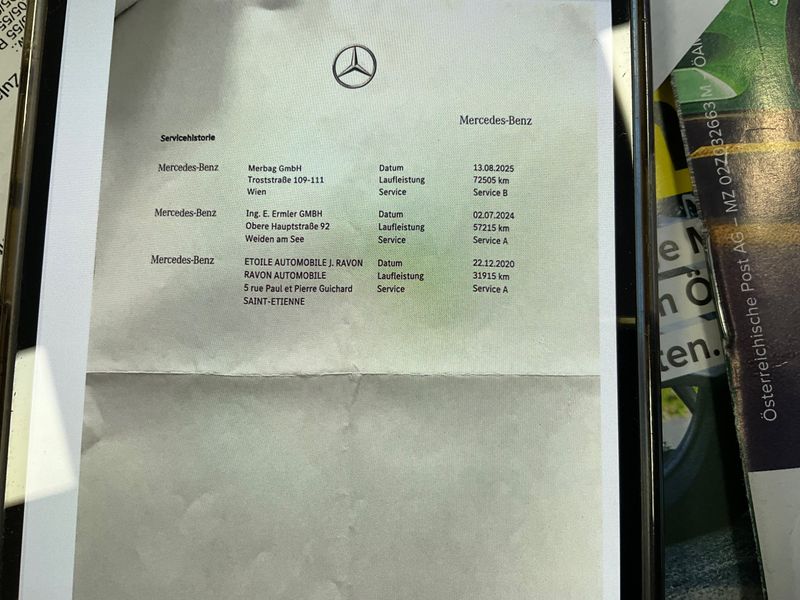 Mercedes-Benz
Servicehistorie
Mercedes-Benz Merbag GmbH Datum 13.08.2025
Troststraße 109-111 Laufleistung 72505 km
Wien Service Service B
Mercedes-Benz Ing. E. Ermler GMBH Datum 02.07.2024
Obere Hauptstraße 92 Laufleistung 57215 km
Weiden am See Service Service A
Mercedes-Benz ETOILE AUTOMOBILE J. RAVON Datum 22.12.2020
RAVON AUTOMOBILE Laufleistung 31915 km
5 rue Paul et Pierre Guichard Service Service A
SAINT-ETIENNE
Österreichische Post AG - MZ 02Z032663 M
ten.